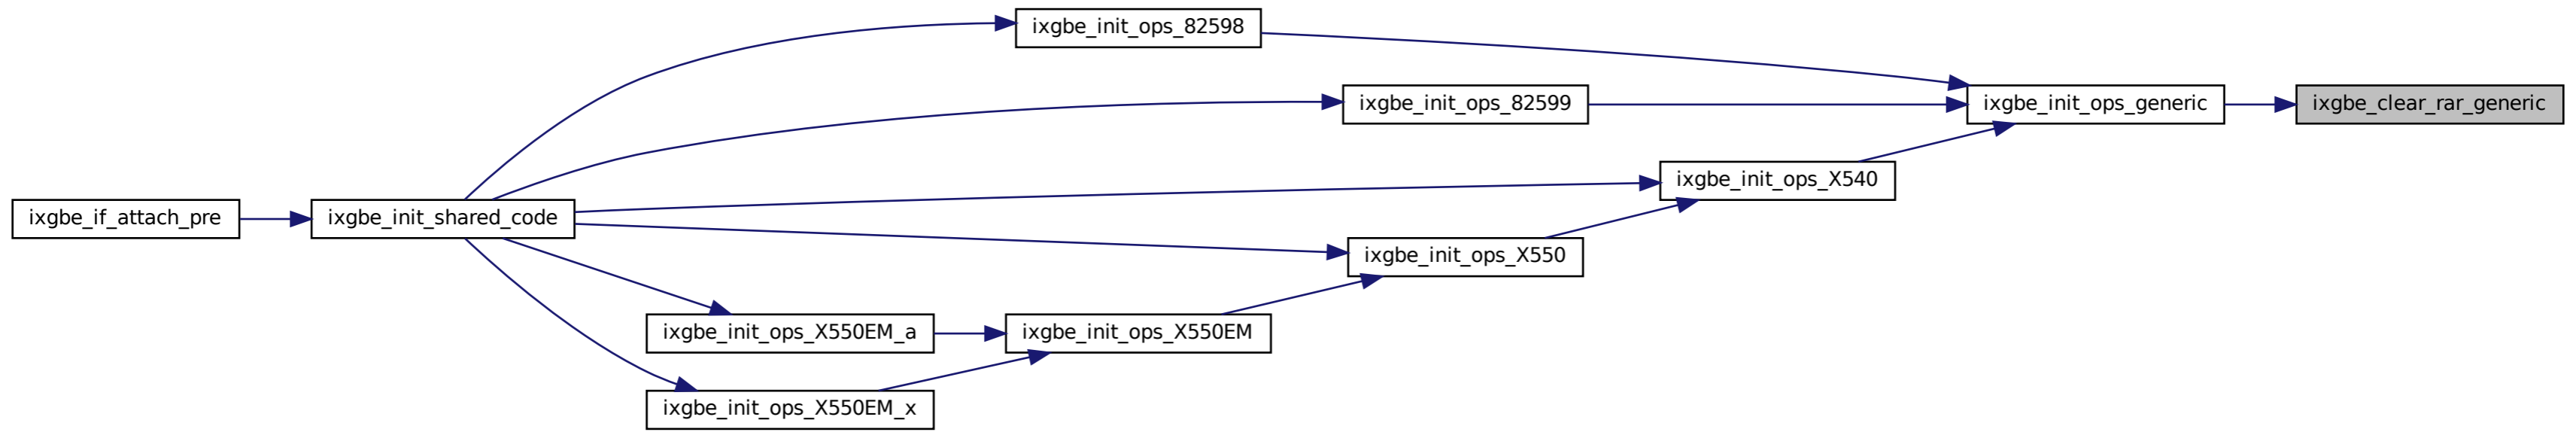 ixgbe_init_ops_82598
ixgbe_init_ops_82599
ixgbe_init_ops_generic
ixgbe_clear_rar_generic
ixgbe_init_ops_X540
ixgbe_if_attach_pre
ixgbe_init_shared_code
ixgbe_init_ops_X550
ixgbe_init_ops_X550EM_a
ixgbe_init_ops_X550EM
ixgbe_init_ops_X550EM_x